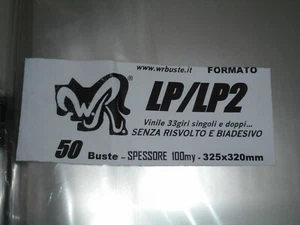 www.wrbuste.it FORMATO
WR® LP/LP2
Vinile 33giri singoli e doppi...
SENZA RISVOLTO E BIADESIVO
50 Buste - SPESSORE 100my - 325x320mm